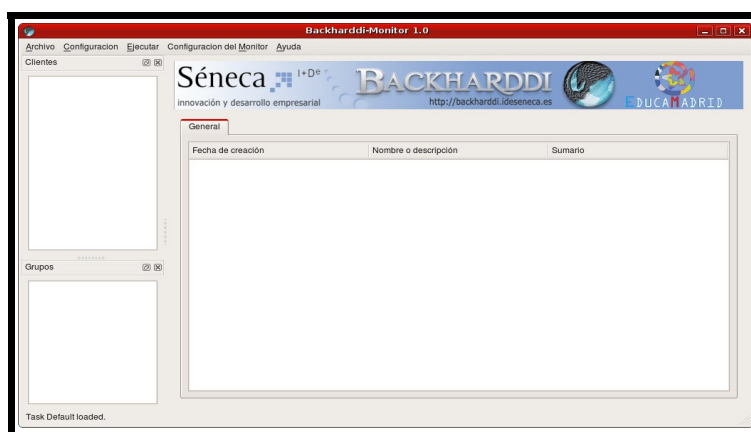 Backharddi-Monitor 1.0
Archivo Configuracion Ejecutar Configuracion del Monitor Ayuda
Clientes
Séneca I+De
innovación y desarrollo empresarial
BACKHARDDI
http://backharddi.ideseneca.es
EDUCAMADRID
General
Fecha de creación Nombre o descripción Sumario
Grupos
Task Default loaded.